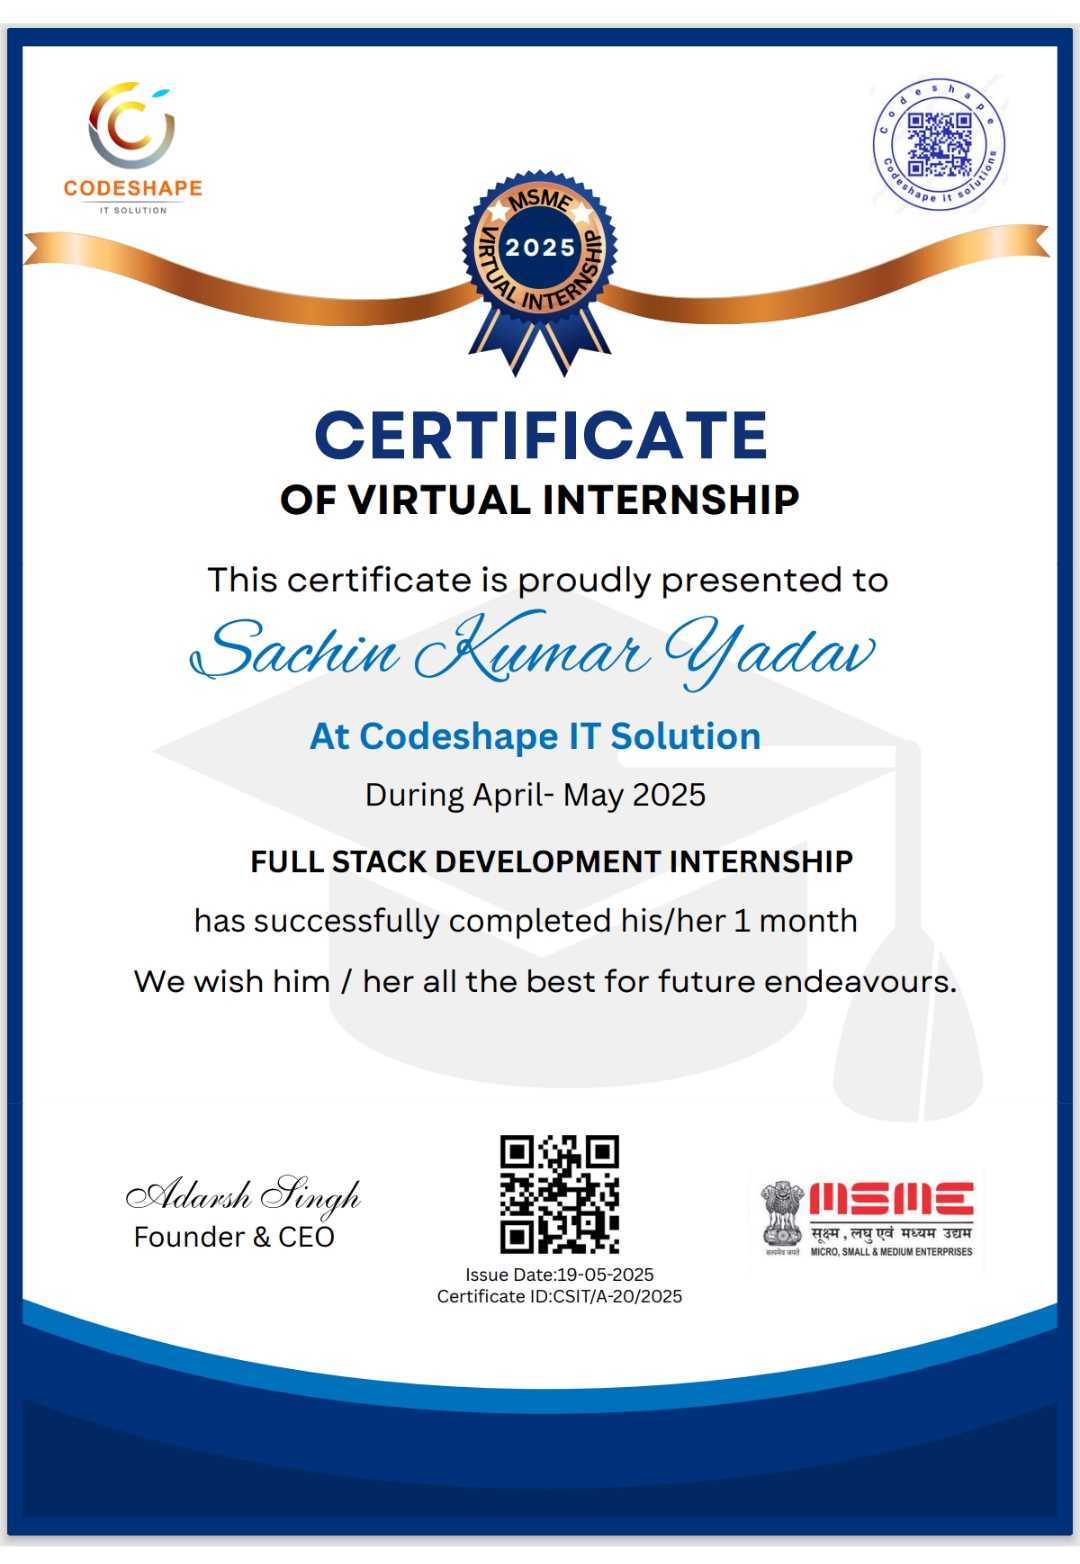 CODESHAPE
IT SOLUTION
Codeshape
Codeshape it solutions
MSME
2025
VIRTUAL INTERNSHIP
CERTIFICATE
OF VIRTUAL INTERNSHIP
This certificate is proudly presented to
Sachin Kumar Yadav
At Codeshape IT Solution
During April- May 2025
FULL STACK DEVELOPMENT INTERNSHIP
has successfully completed his/her 1 month
We wish him / her all the best for future endeavours.
Adarsh Singh
Founder & CEO
Issue Date:19-05-2025
Certificate ID:CSIT/A-20/2025
MSME
सूक्ष्म, लघु एवं मध्यम उद्यम
सत्यमेव जयते
MICRO, SMALL & MEDIUM ENTERPRISES